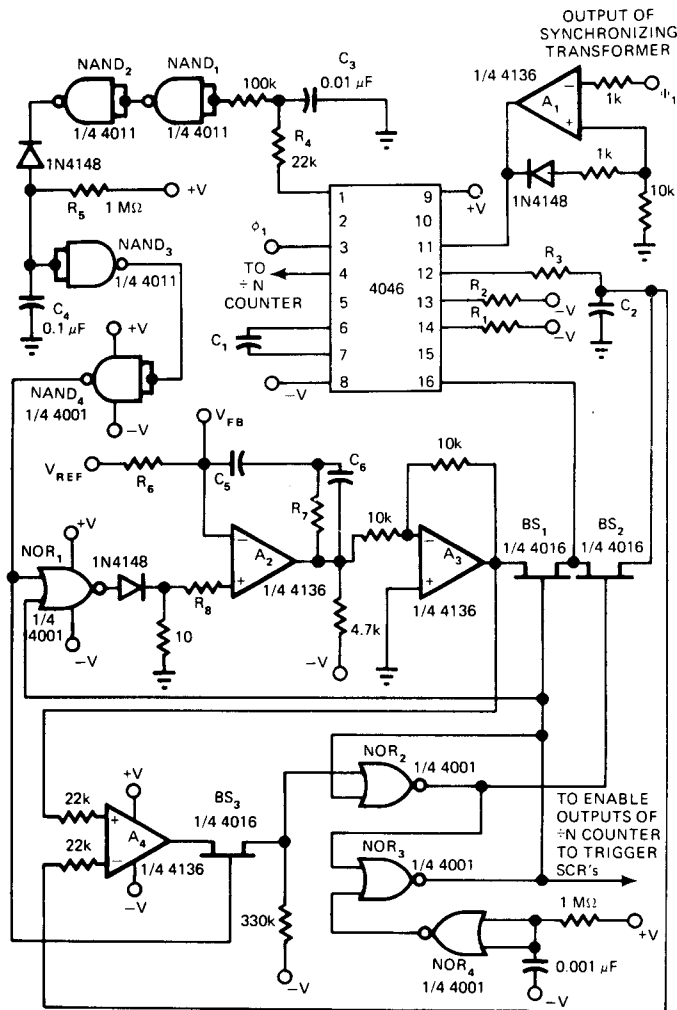 OUTPUT OF
SYNCHRONIZING
TRANSFORMER
NAND2
NAND1
C3
0.01 μF
100k
1/4 4011
1/4 4011
R4
22k
1/4 4136
A1
−
+
1k
ϕ1
1k
1N4148
10k
1N4148
R5
1 MΩ
+V
NAND3
1/4 4011
C4
0.1 μF
+V
NAND4
1/4 4001
−V
ϕ1
TO
÷N
COUNTER
C1
−V
1
2
3
4
5
6
7
8
4046
9
10
11
12
13
14
15
16
+V
R3
R2
−V
R1
−V
C2
VREF
R6
VFB
C5
C6
R7
A2
−
+
1/4 4136
10k
10k
A3
−
+
1/4 4136
BS1
1/4 4016
BS2
1/4 4016
+V
NOR1
1N4148
1/4
4001
−V
R8
10
4.7k
−V
22k
22k
+V
A4
+
−
1/4 4136
−V
BS3
1/4 4016
330k
−V
NOR2
1/4 4001
NOR3
1/4 4001
TO ENABLE
OUTPUTS OF
÷N COUNTER
TO TRIGGER
SCR's
NOR4
1/4 4001
1 MΩ
+V
0.001 μF
−V